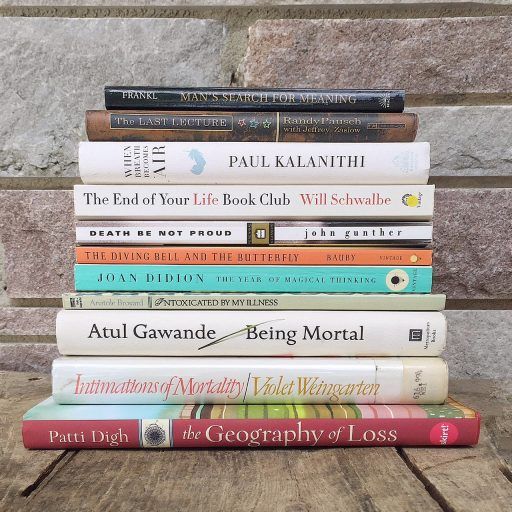 FRANKL MAN'S SEARCH FOR MEANING
The LAST LECTURE Randy Pausch
with Jeffrey Zaslow
WHEN
BREATH
BECOMES
AIR
PAUL KALANITHI
The End of Your Life Book Club Will Schwalbe
DEATH BE NOT PROUD john gunther
THE DIVING BELL AND THE BUTTERFLY BAUBY VINTAGE
JOAN DIDION THE YEAR OF MAGICAL THINKING VINTAGE
Anatole Broyard INTOXICATED BY MY ILLNESS
Atul Gawande Being Mortal Metropolitan Books
Intimations of Mortality / Violet Weingarten
Patti Digh the Geography of Loss skirt!